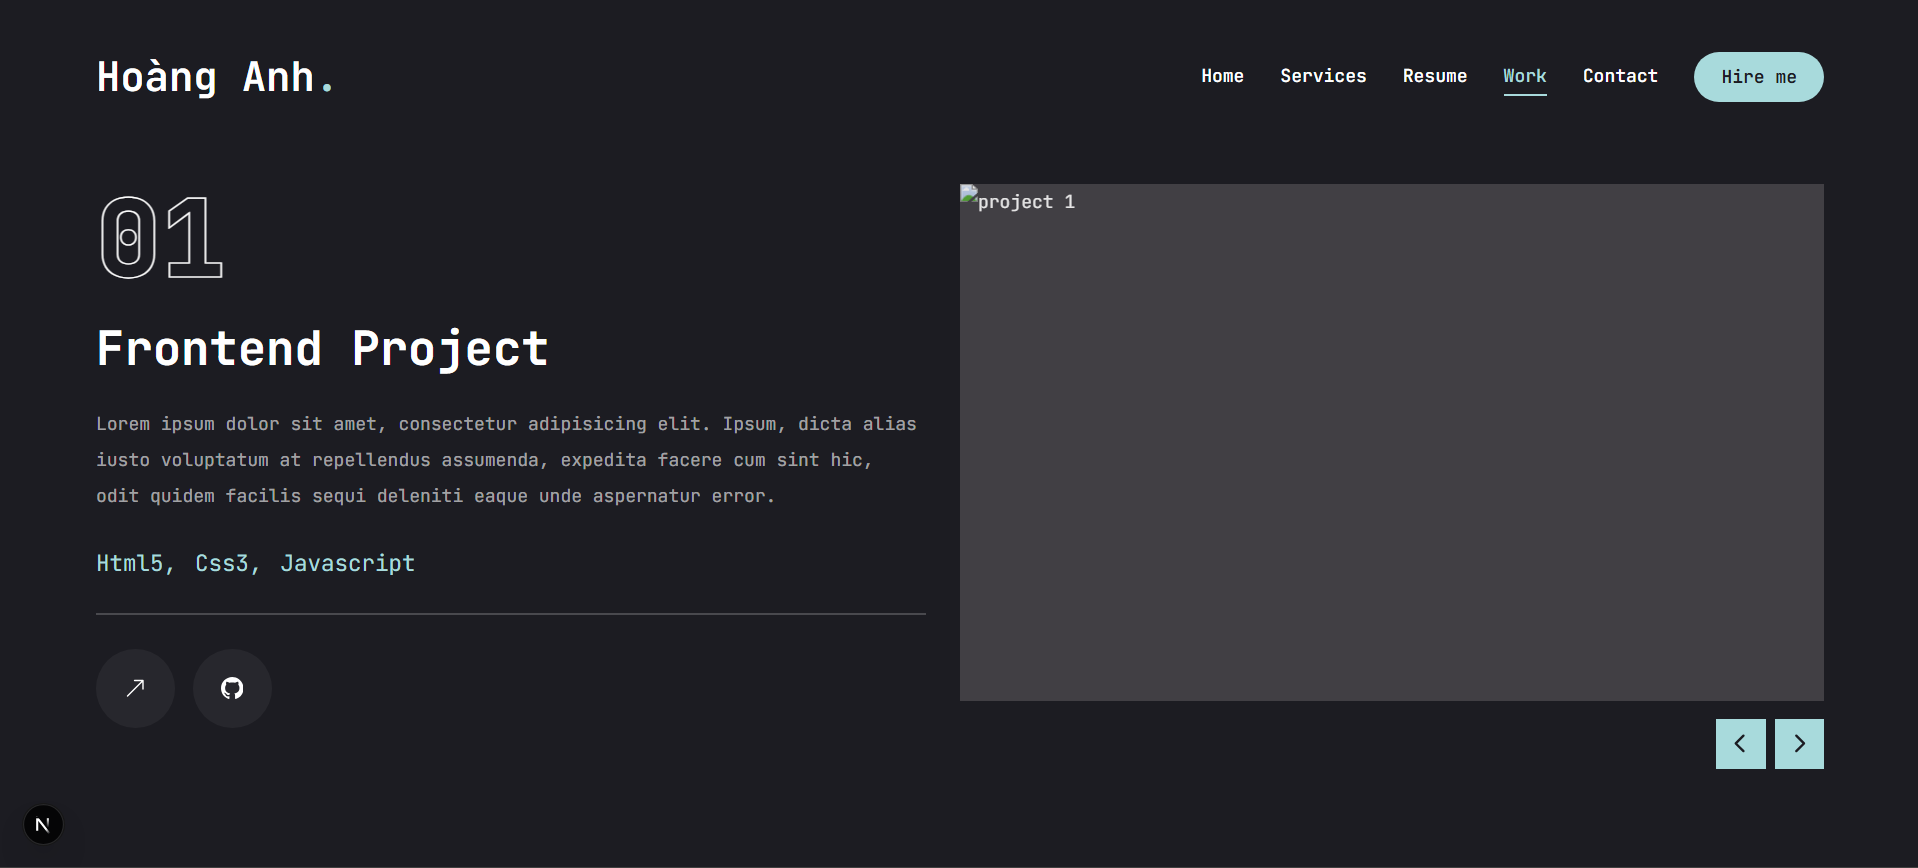 Hoàng Anh.
Home Services Resume Work Contact Hire me
01
project 1
Frontend Project
Lorem ipsum dolor sit amet, consectetur adipisicing elit. Ipsum, dicta alias
iusto voluptatum at repellendus assumenda, expedita facere cum sint hic,
odit quidem facilis sequi deleniti eaque unde aspernatur error.
Html5, Css3, Javascript
N